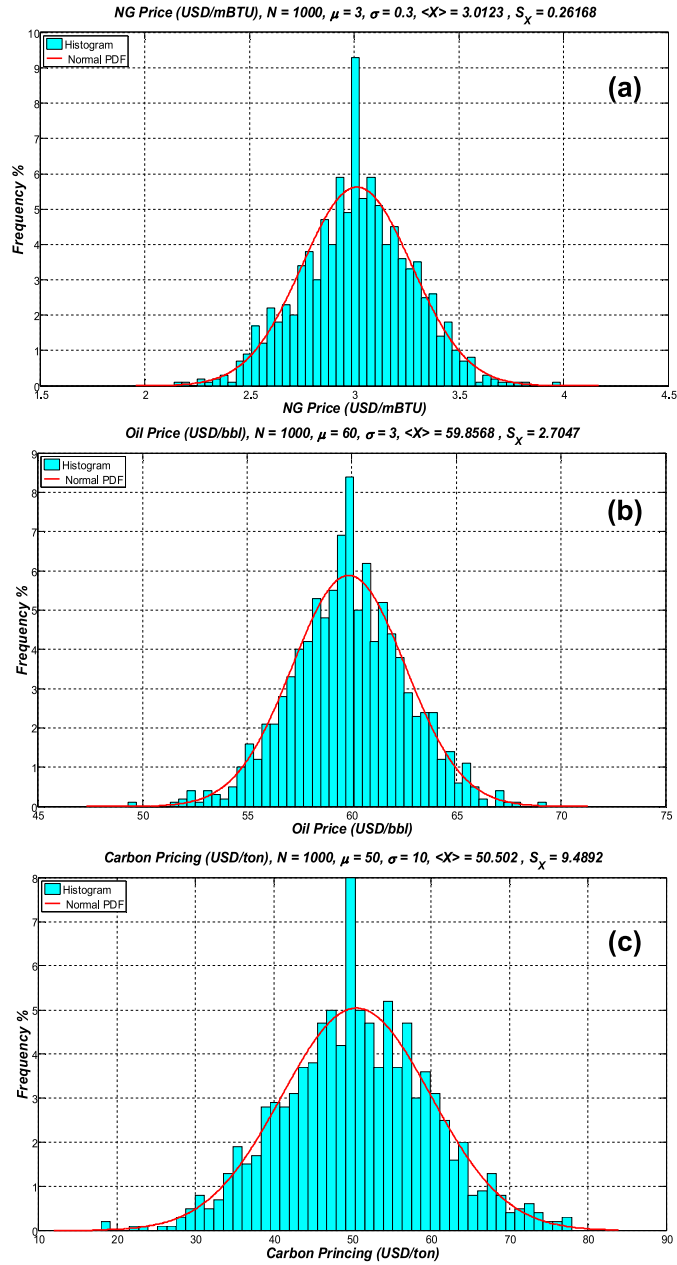 NG Price (USD/mBTU), N = 1000, μ = 3, σ = 0.3, <X> = 3.0123 , S_X = 0.26168
10
9
8
7
6
5
4
3
2
1
0
Histogram
Normal PDF
(a)
Frequency %
1.5 2 2.5 3 3.5 4 4.5
NG Price (USD/mBTU)
Oil Price (USD/bbl), N = 1000, μ = 60, σ = 3, <X> = 59.8568 , S_X = 2.7047
9
8
7
6
5
4
3
2
1
0
Histogram
Normal PDF
(b)
Frequency %
45 50 55 60 65 70 75
Oil Price (USD/bbl)
Carbon Pricing (USD/ton), N = 1000, μ = 50, σ = 10, <X> = 50.502 , S_X = 9.4892
8
7
6
5
4
3
2
1
0
Histogram
Normal PDF
(c)
Frequency %
10 20 30 40 50 60 70 80 90
Carbon Princing (USD/ton)